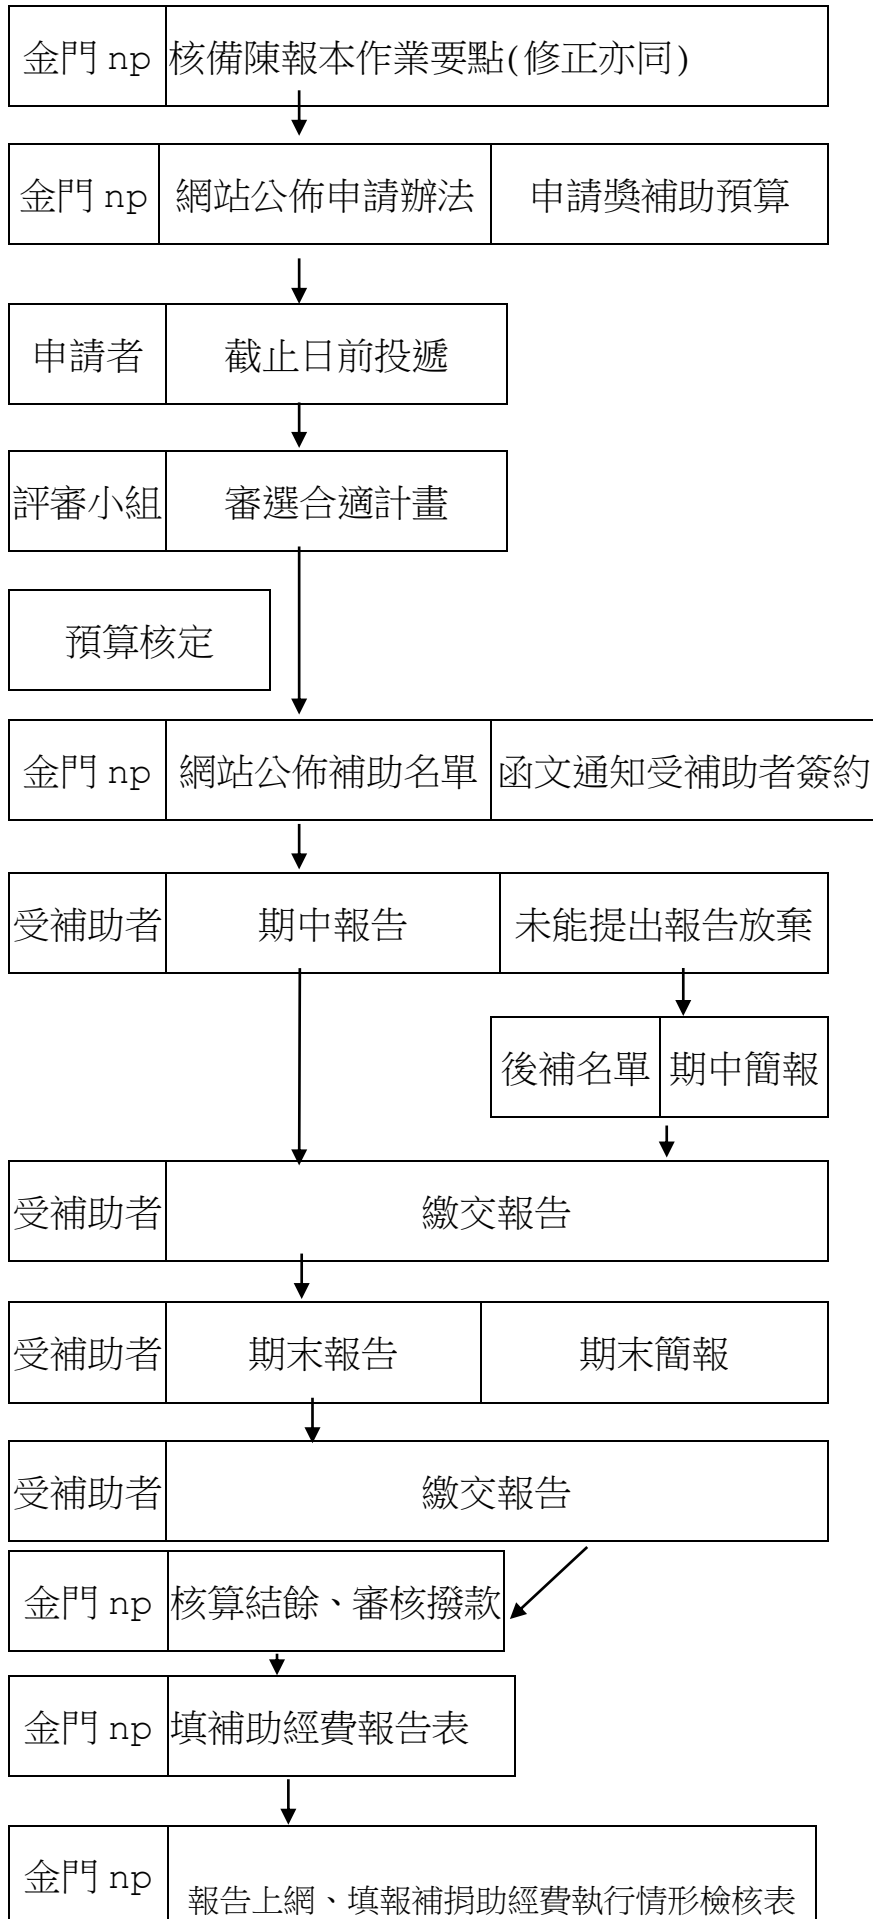 金門 np 核備陳報本作業要點(修正亦同)
金門 np 網站公佈申請辦法 申請獎補助預算
申請者 截止日前投遞
評審小組 審選合適計畫
預算核定
金門 np 網站公佈補助名單 函文通知受補助者簽約
受補助者 期中報告 未能提出報告放棄
後補名單 期中簡報
受補助者 繳交報告
受補助者 期末報告 期末簡報
受補助者 繳交報告
金門 np 核算結餘、審核撥款
金門 np 填補助經費報告表
金門 np 報告上網、填報補捐助經費執行情形檢核表